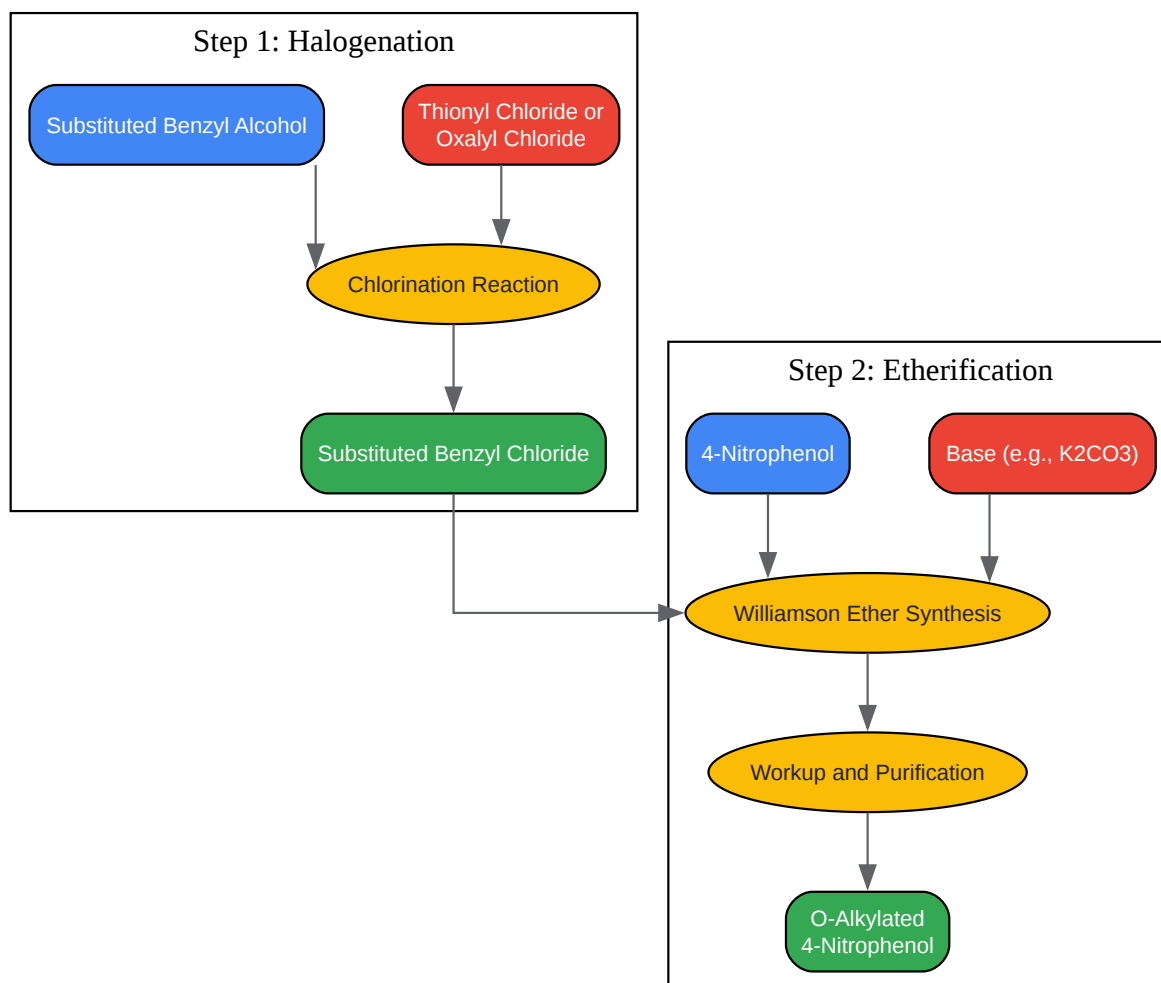 Step 1: Halogenation
Substituted Benzyl Alcohol
Thionyl Chloride or
Oxalyl Chloride
Chlorination Reaction
Substituted Benzyl Chloride
Step 2: Etherification
4-Nitrophenol
Base (e.g., K2CO3)
Williamson Ether Synthesis
Workup and Purification
O-Alkylated
4-Nitrophenol